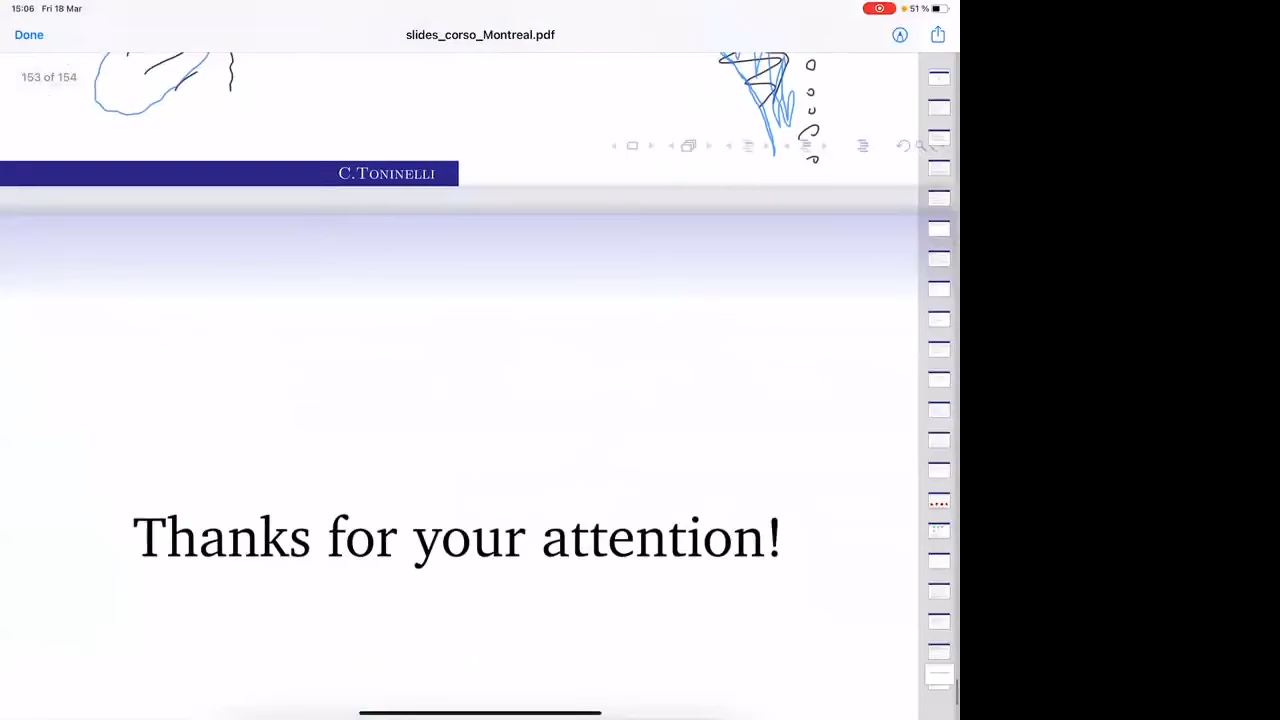 15:06 Fri 18 Mar
51 %
Done
slides_corso_Montreal.pdf
153 of 154
C.Toninelli
Thanks for your attention!